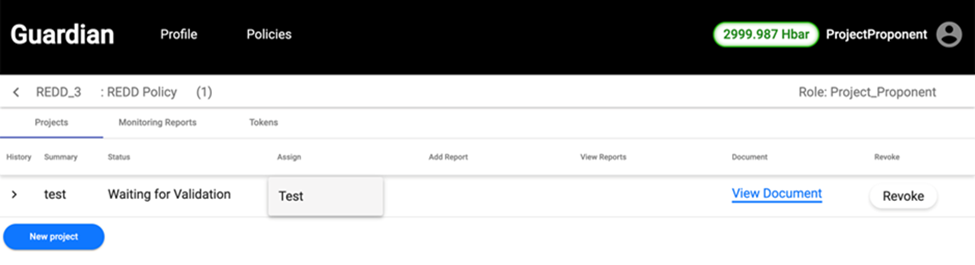 Guardian Profile Policies 2999.987 Hbar ProjectProponent
REDD_3 : REDD Policy (1) Role: Project_Proponent
Projects Monitoring Reports Tokens
History Summary Status Assign Add Report View Reports Document Revoke
test Waiting for Validation Test View Document Revoke
New project